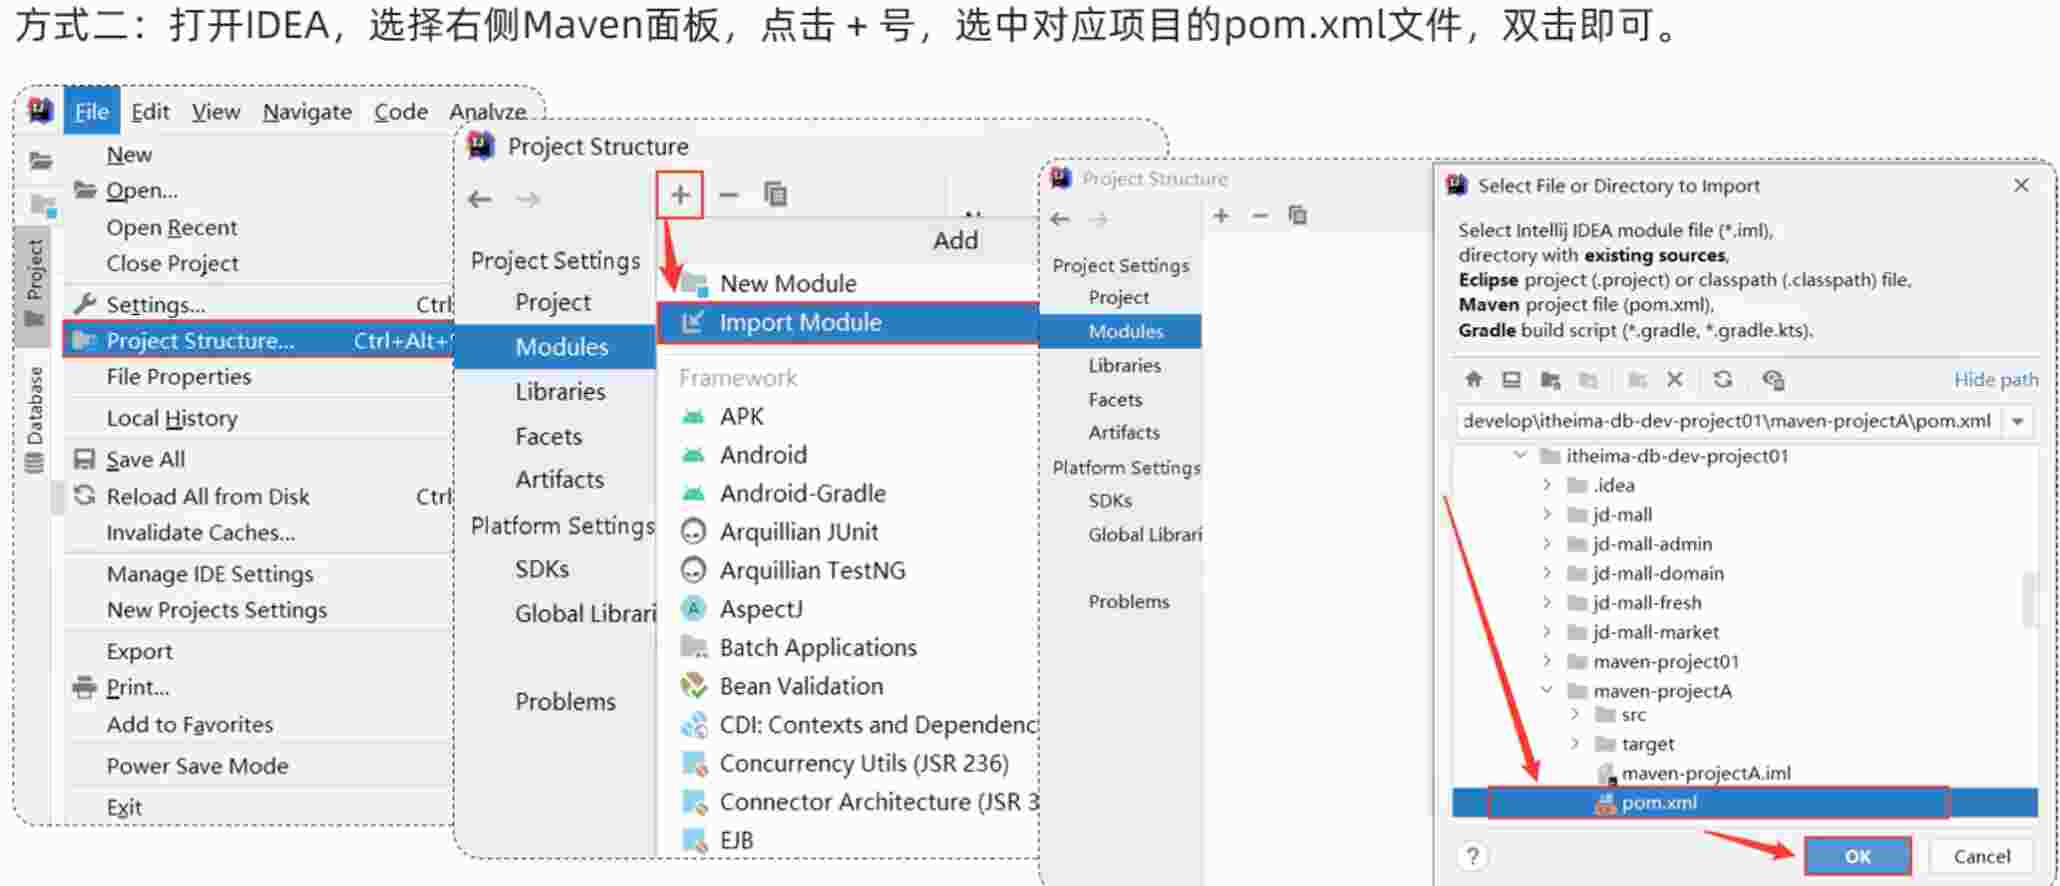 方式二：打开IDEA，选择右侧Maven面板，点击 + 号，选中对应项目的pom.xml文件，双击即可。
File Edit View Navigate Code Analyze
New
Open...
Open Recent
Close Project
Settings... Ctrl
Project Structure... Ctrl+Alt+
File Properties
Local History
Save All
Reload All from Disk Ctrl
Invalidate Caches...
Manage IDE Settings
New Projects Settings
Export
Print...
Add to Favorites
Power Save Mode
Exit
Project
Database
Project Structure
Project Settings
Project
Modules
Libraries
Facets
Artifacts
Platform Settings
SDKs
Global Librari
Problems
Add
New Module
Import Module
Framework
APK
Android
Android-Gradle
Arquillian JUnit
Arquillian TestNG
AspectJ
Batch Applications
Bean Validation
CDI: Contexts and Dependenc
Concurrency Utils (JSR 236)
Connector Architecture (JSR 3
EJB
Project Structure
Project Settings
Project
Modules
Libraries
Facets
Artifacts
Platform Settings
SDKs
Global Librari
Problems
Select File or Directory to Import
Select Intellij IDEA module file (*.iml),
directory with existing sources,
Eclipse project (.project) or classpath (.classpath) file,
Maven project file (pom.xml),
Gradle build script (*.gradle, *.gradle.kts).
Hide path
develop\itheima-db-dev-project01\maven-projectA\pom.xml
itheima-db-dev-project01
.idea
jd-mall
jd-mall-admin
jd-mall-domain
jd-mall-fresh
jd-mall-market
maven-project01
maven-projectA
src
target
maven-projectA.iml
pom.xml
? OK Cancel